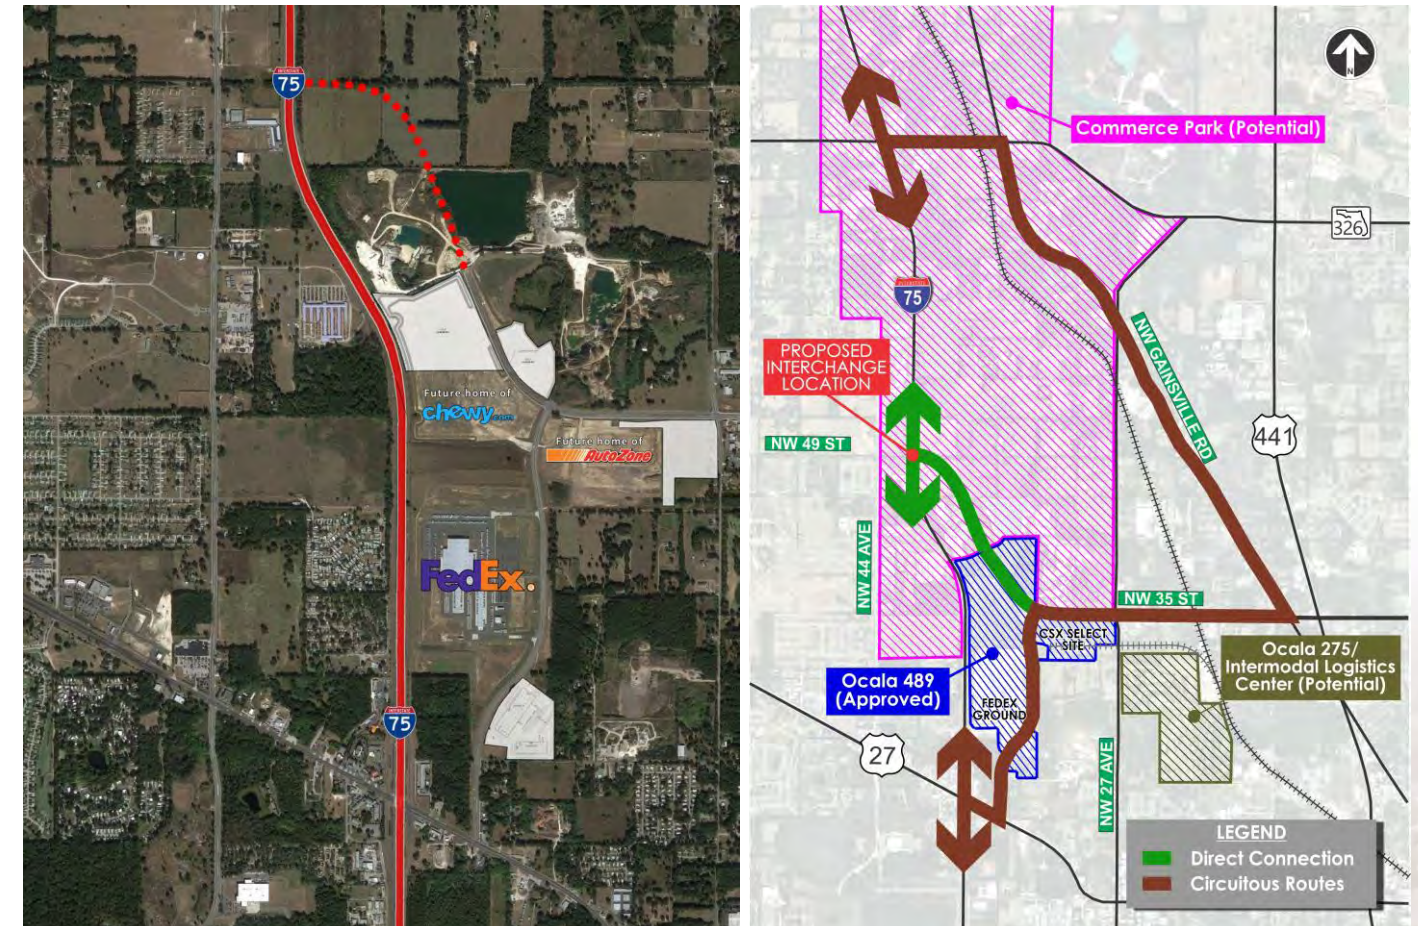 75
Future home of
chewy.com
Future home of
AutoZone
FedEx.
75
N
Commerce Park (Potential)
326
75
PROPOSED
INTERCHANGE
LOCATION
NW GAINSVILLE RD
441
NW 49 ST
NW 44 AVE
NW 35 ST
CSX SELECT
SITE
Ocala 275/
Intermodal Logistics
Center (Potential)
Ocala 489
(Approved)
FEDEX
GROUND
27
NW 27 AVE
LEGEND
Direct Connection
Circuitous Routes